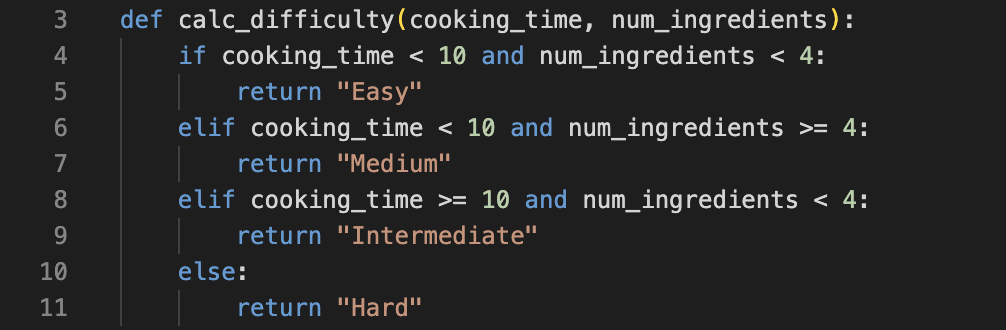 3 def calc_difficulty(cooking_time, num_ingredients):
4 if cooking_time < 10 and num_ingredients < 4:
5 return "Easy"
6 elif cooking_time < 10 and num_ingredients >= 4:
7 return "Medium"
8 elif cooking_time >= 10 and num_ingredients < 4:
9 return "Intermediate"
10 else:
11 return "Hard"